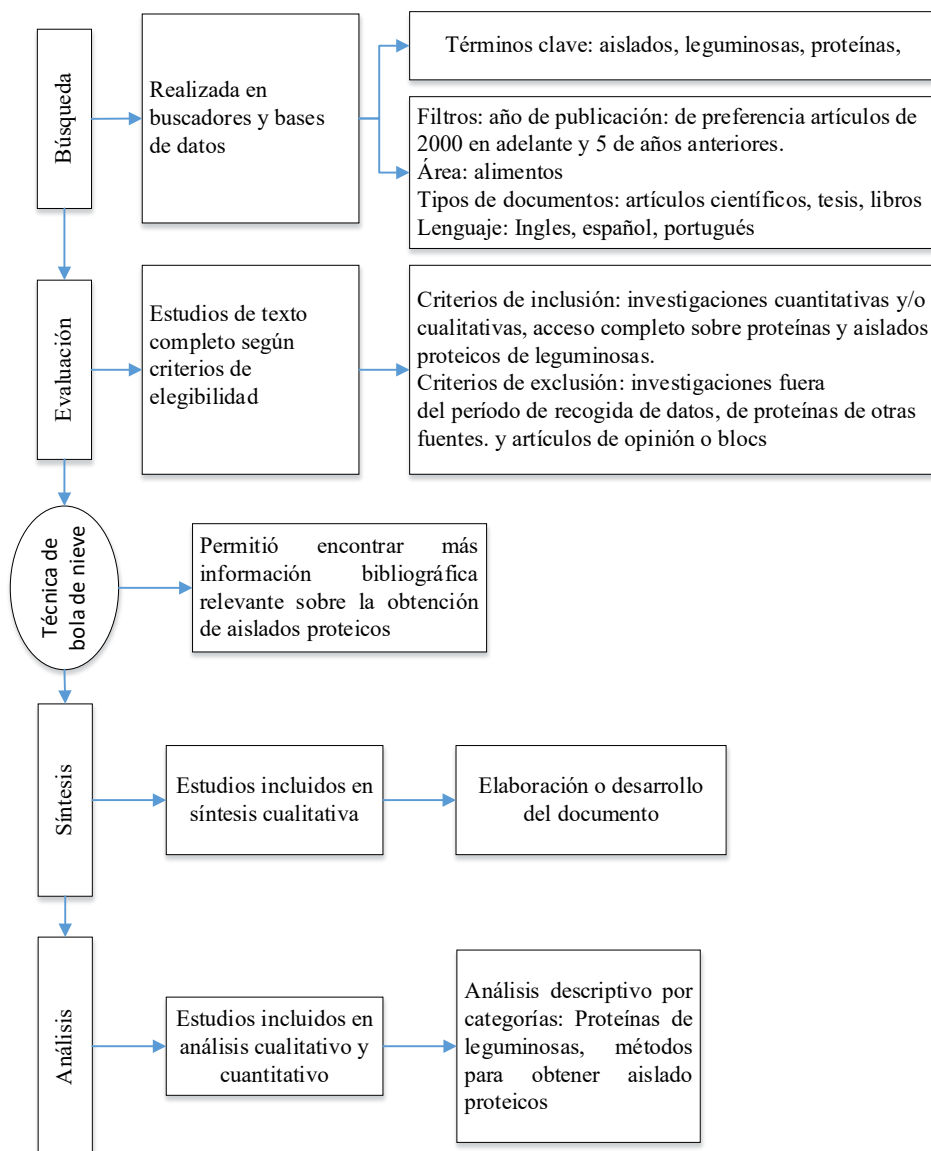 Búsqueda
Realizada en
buscadores y bases
de datos
Términos clave: aislados, leguminosas, proteínas,
Filtros: año de publicación: de preferencia artículos de
2000 en adelante y 5 de años anteriores.
Área: alimentos
Tipos de documentos: artículos científicos, tesis, libros
Lenguaje: Ingles, español, portugués
Evaluación
Estudios de texto
completo según
criterios de
elegibilidad
Criterios de inclusión: investigaciones cuantitativas y/o
cualitativas, acceso completo sobre proteínas y aislados
proteicos de leguminosas.
Criterios de exclusión: investigaciones fuera
del período de recogida de datos, de proteínas de otras
fuentes. y artículos de opinión o blocs
Técnica de
bola de nieve
Permitió encontrar más
información bibliográfica
relevante sobre la obtención
de aislados proteicos
Síntesis
Estudios incluidos en
síntesis cualitativa
Elaboración o desarrollo
del documento
Análisis
Estudios incluidos en
análisis cualitativo y
cuantitativo
Análisis descriptivo por
categorías: Proteínas de
leguminosas, métodos
para obtener aislado
proteicos